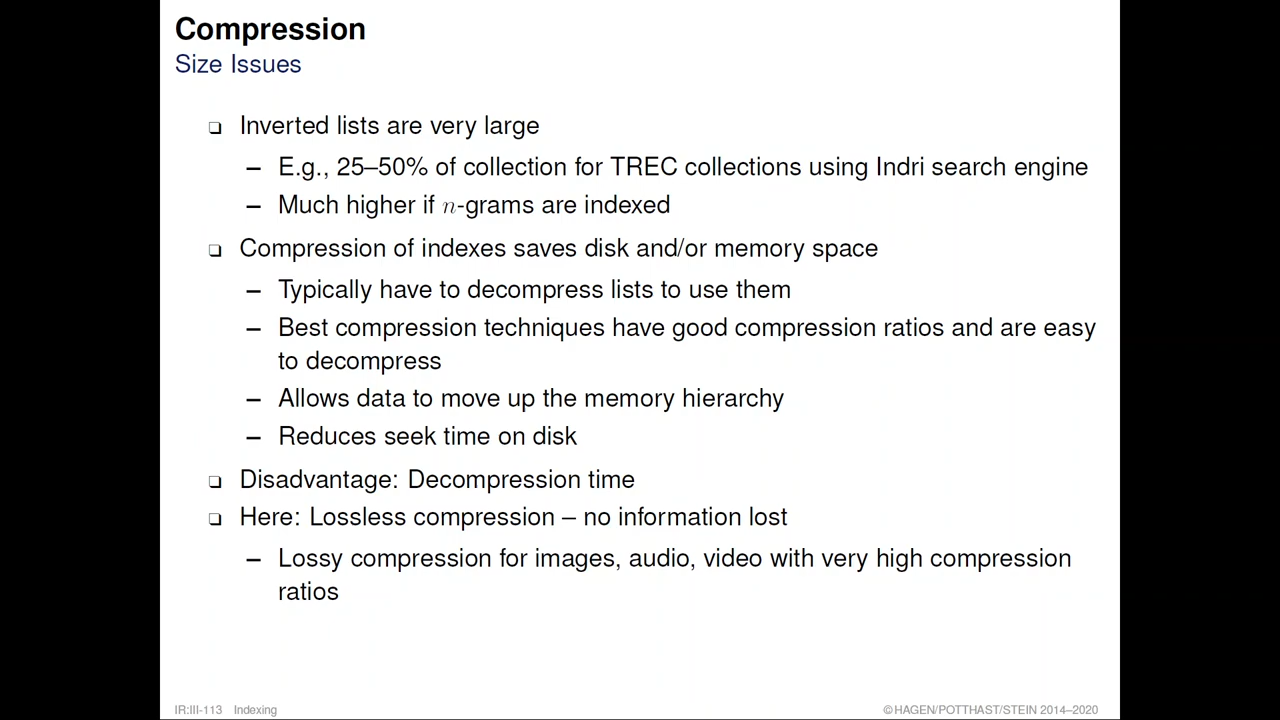 Compression
Size Issues
❏ Inverted lists are very large
– E.g., 25–50% of collection for TREC collections using Indri search engine
– Much higher if n-grams are indexed
❏ Compression of indexes saves disk and/or memory space
– Typically have to decompress lists to use them
– Best compression techniques have good compression ratios and are easy
to decompress
– Allows data to move up the memory hierarchy
– Reduces seek time on disk
❏ Disadvantage: Decompression time
❏ Here: Lossless compression – no information lost
– Lossy compression for images, audio, video with very high compression
ratios
IR:III-113 Indexing ©HAGEN/POTTHAST/STEIN 2014–2020